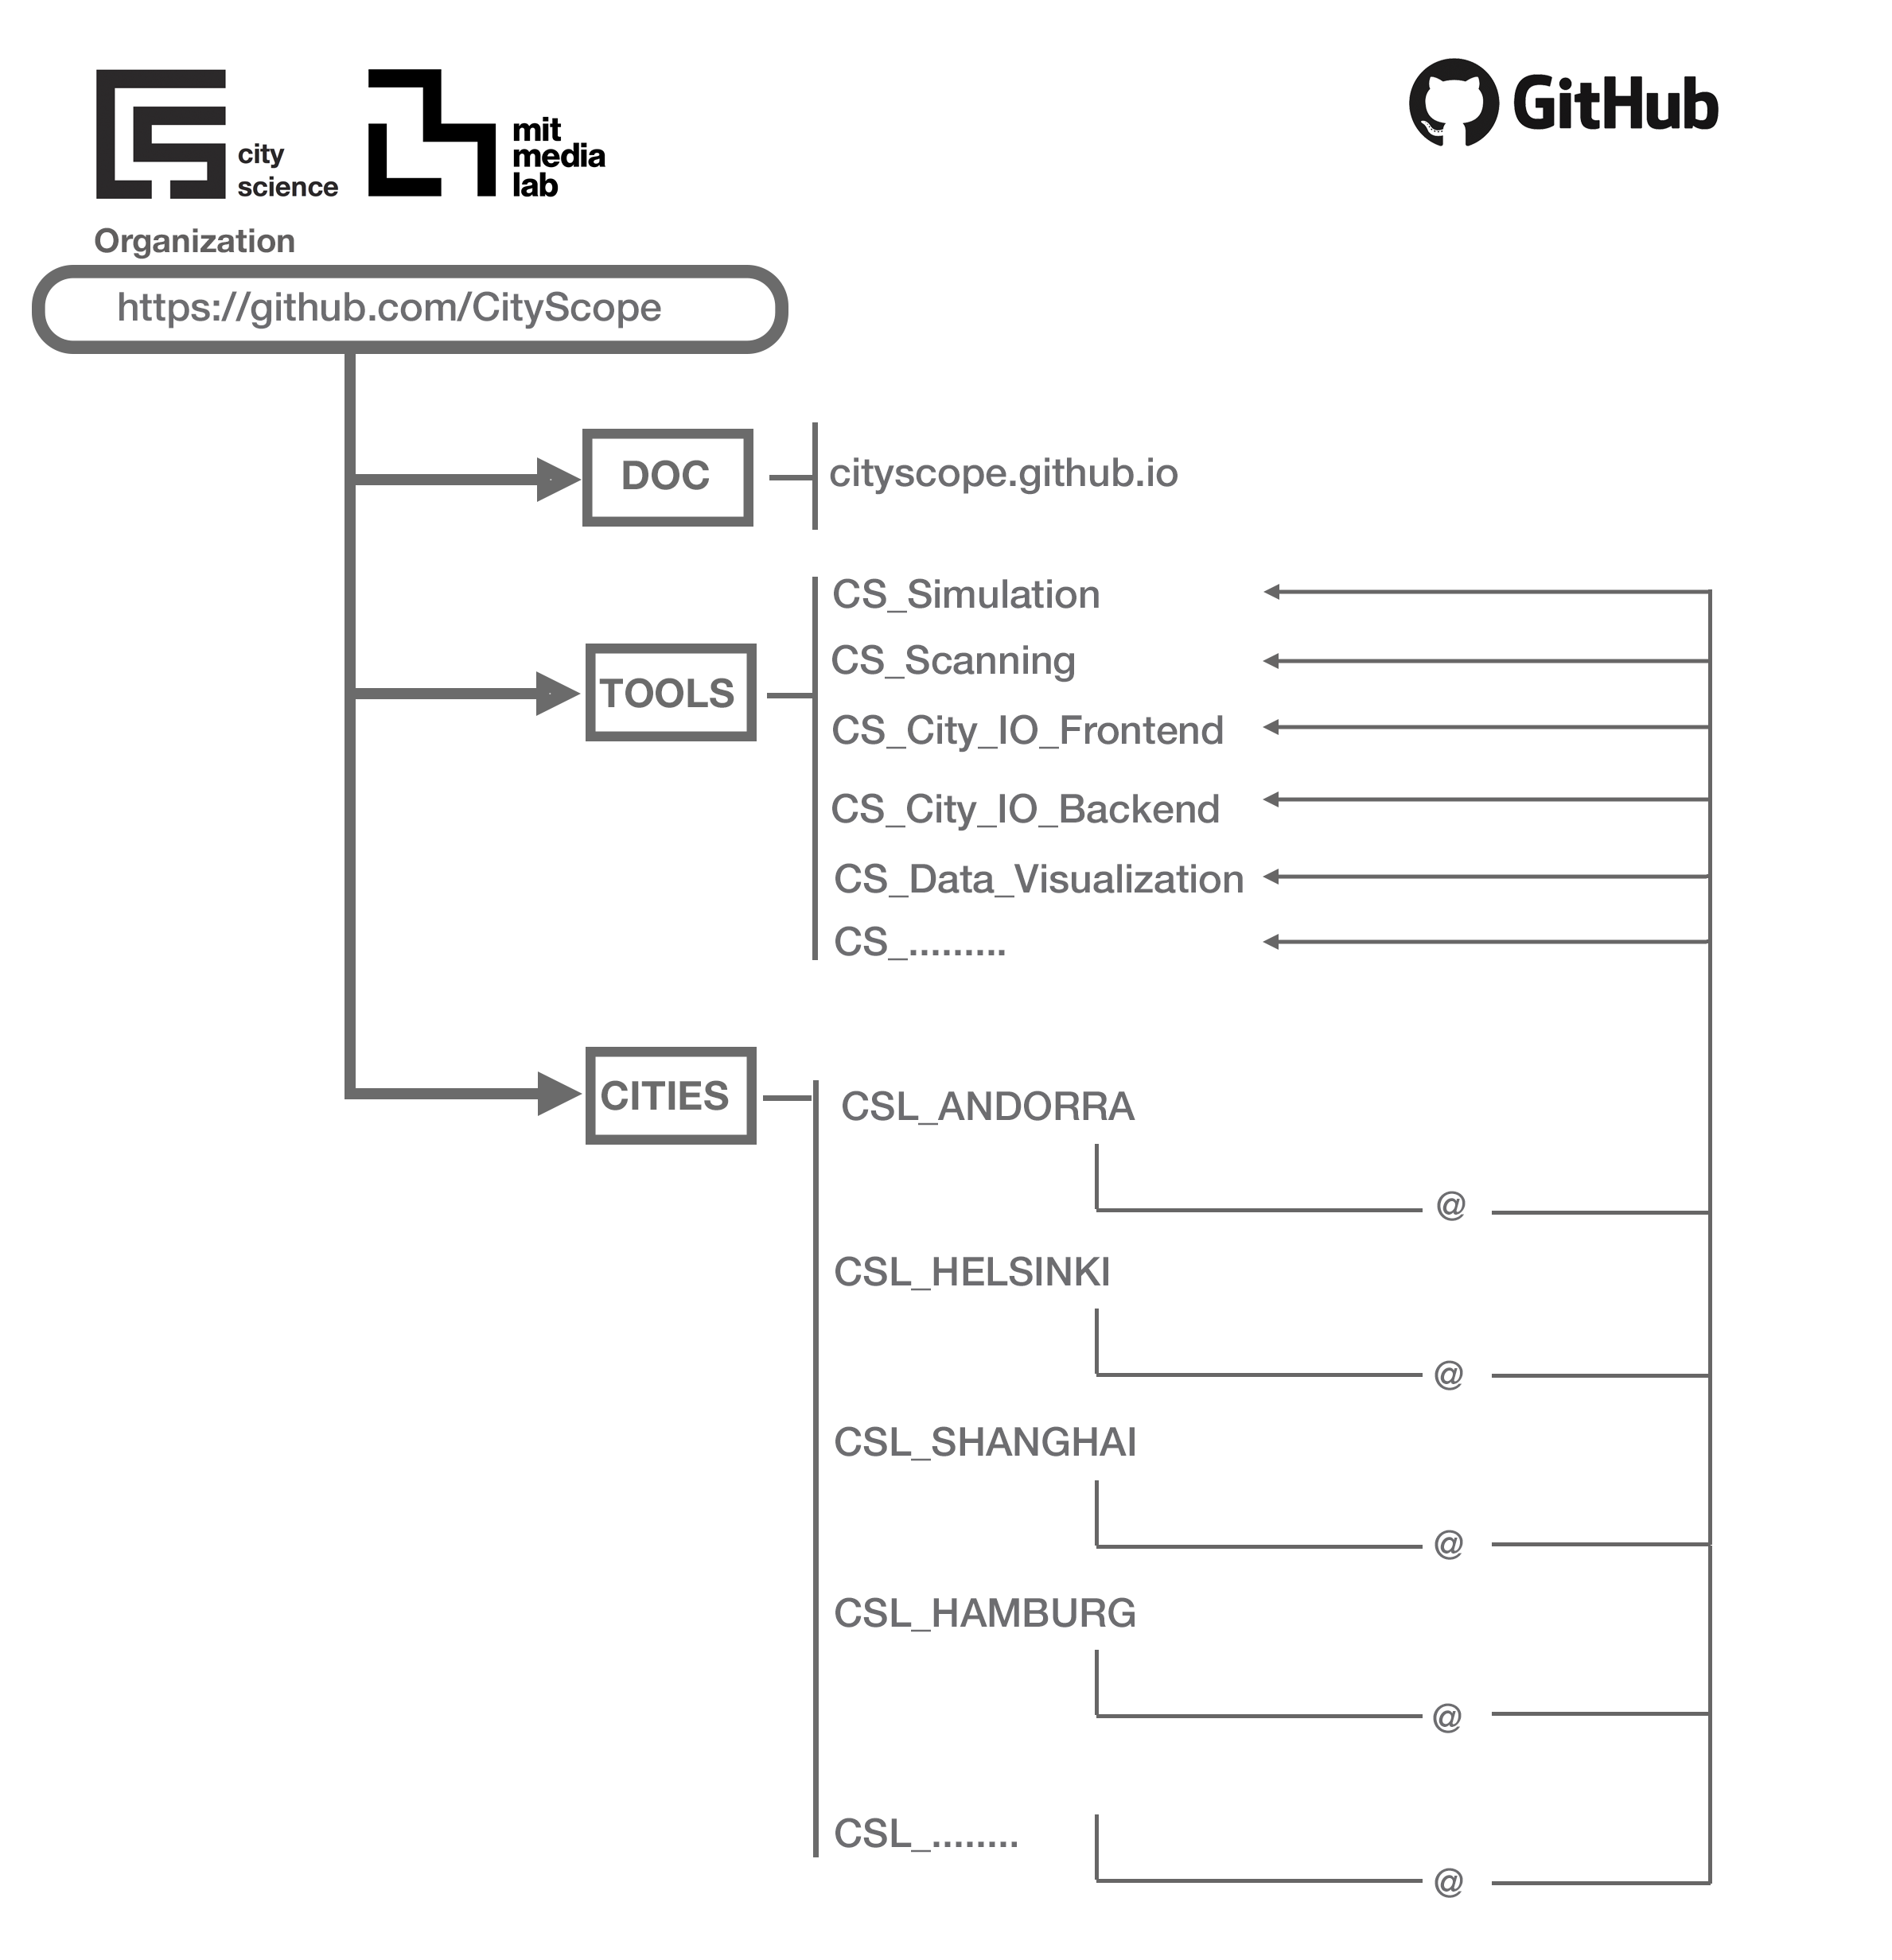 city
science
mit
media
lab
GitHub
Organization
https://github.com/CityScope
DOC
cityscope.github.io
CS_Simulation
CS_Scanning
TOOLS
CS_City_IO_Frontend
CS_City_IO_Backend
CS_Data_Visualization
CS_.........
CITIES
CSL_ANDORRA
@
CSL_HELSINKI
@
CSL_SHANGHAI
@
CSL_HAMBURG
@
CSL_........
@